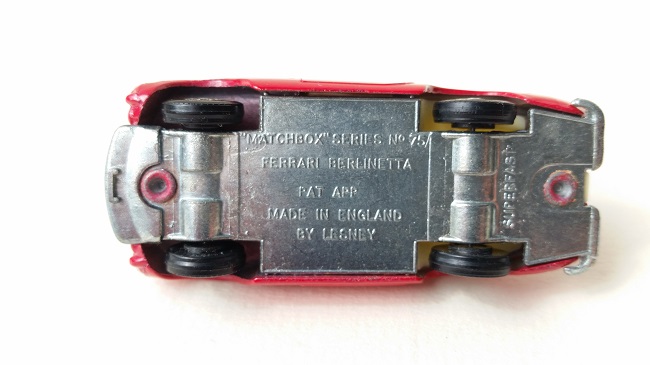 "MATCHBOX" SERIES Nº 75
FERRARI BERLINETTA
PAT APP
MADE IN ENGLAND
BY LESNEY
SUPERFAST